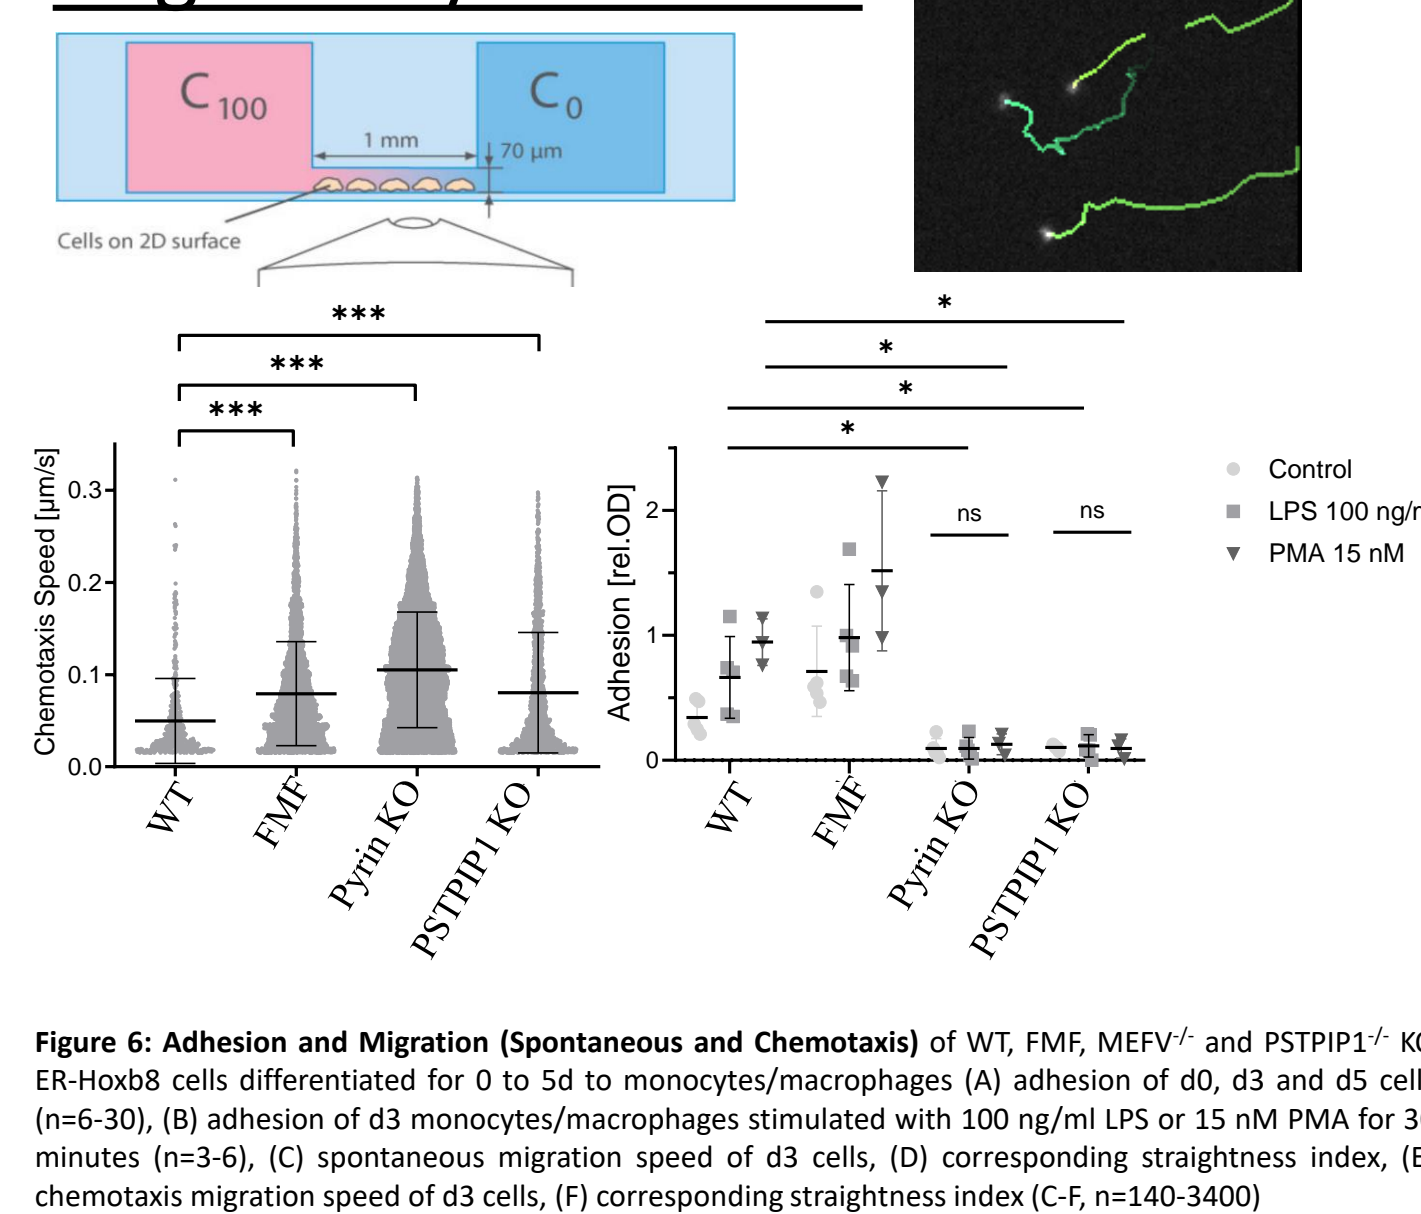 C 100
C 0
1 mm
70 µm
Cells on 2D surface
***
***
***
*
*
*
*
Chemotaxis Speed [µm/s]
0.3
0.2
0.1
0.0
WT
FMF
Pyrin KO
PSTPIP1 KO
Adhesion [rel.OD]
2
1
0
ns
ns
WT
FMF
Pyrin KO
PSTPIP1 KO
Control
LPS 100 ng/
PMA 15 nM
Figure 6: Adhesion and Migration (Spontaneous and Chemotaxis) of WT, FMF, MEFV-/- and PSTPIP1-/-
ER-Hoxb8 cells differentiated for 0 to 5d to monocytes/macrophages (A) adhesion of d0, d3 and d5 cell
(n=6-30), (B) adhesion of d3 monocytes/macrophages stimulated with 100 ng/ml LPS or 15 nM PMA for
minutes (n=3-6), (C) spontaneous migration speed of d3 cells, (D) corresponding straightness index,
chemotaxis migration speed of d3 cells, (F) corresponding straightness index (C-F, n=140-3400)